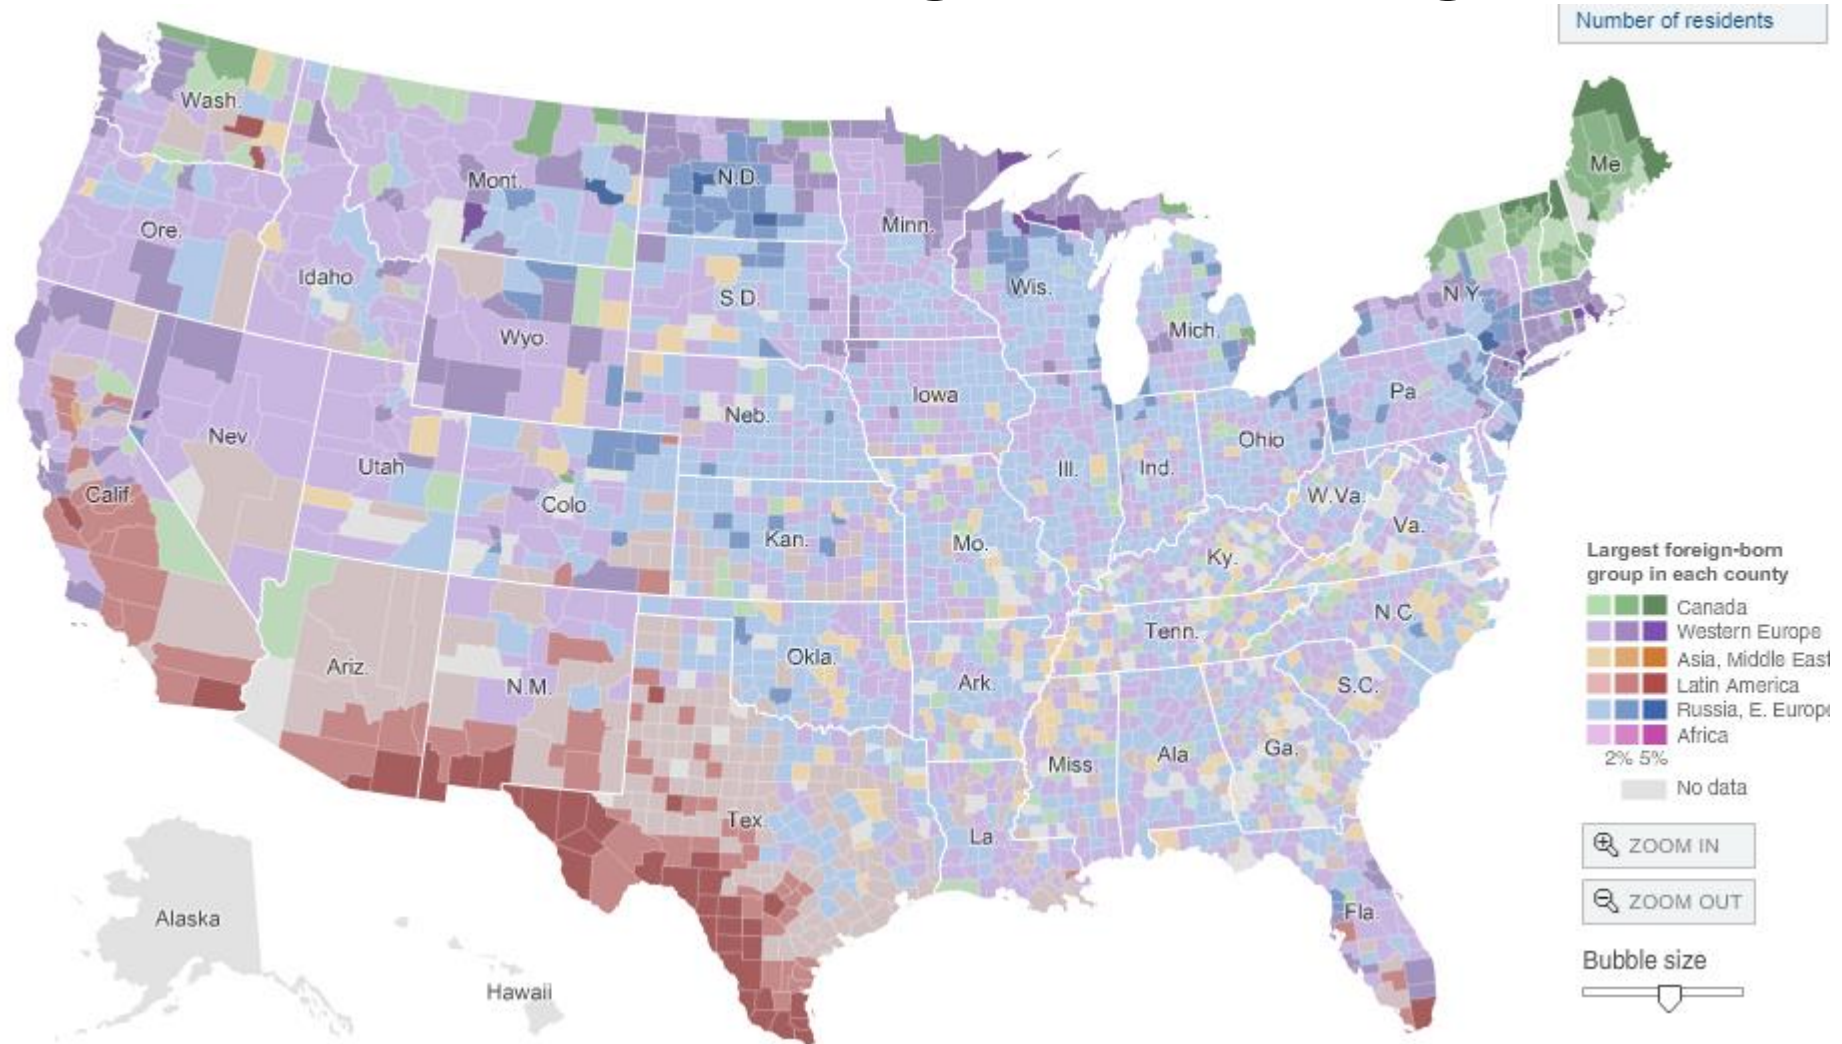 Number of residents
Wash.
Me
Mont.
N.D.
Ore.
Minn.
Idaho
S.D.
Wis.
N.Y.
Wyo.
Mich.
Iowa
Pa
Neb.
Nev
Utah
Ohio
Ill.
Ind.
Calif.
Colo
W.Va.
Va.
Kan.
Mo.
Ky.
Largest foreign-born
group in each county
Canada
Western Europe
Asia, Middle East
Latin America
Russia, E. Europe
Africa
2% 5%
No data
N.C
Tenn.
Okla.
Ariz.
N.M.
Ark.
S.C.
Ga.
Ala
Miss
Tex
La
ZOOM IN
ZOOM OUT
Fla.
Alaska
Hawaii
Bubble size